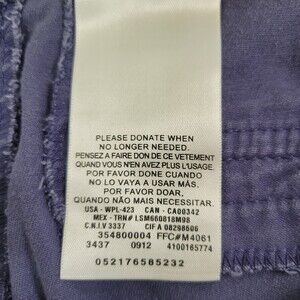 PLEASE DONATE WHEN
NO LONGER NEEDED.
PENSEZ A FAIRE DON DE CE VETEMENT
QUAND VOUS N'EN AVEZ PLUS L'USAGE
POR FAVOR DONE CUANDO
NO LO VAYA A USAR MÁS.
POR FAVOR DOAR.
QUANDO NÃO MAIS NECESSITAR.
USA - WPL-423 CAN - CA00342
MEX - TRN# LSM660818M98
C.N.I.V 3337 CIF A 08298606
354800004 FFC#M4061
3437 0912 4100165774
052176585232